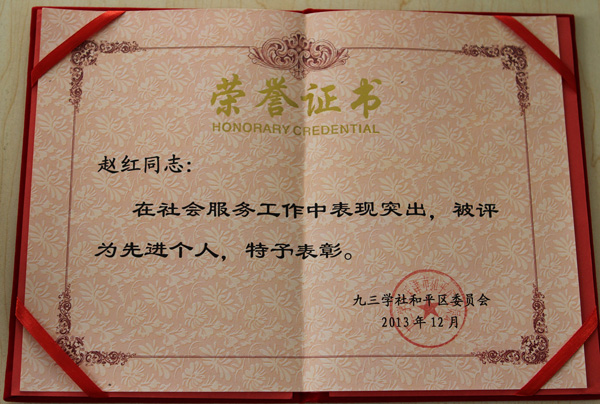 荣誉证书
HONORARY CREDENTIAL
赵红同志：
在社会服务工作中表现突出，被评
为先进个人，特予表彰。
九三学社和平区委员会
2013年12月